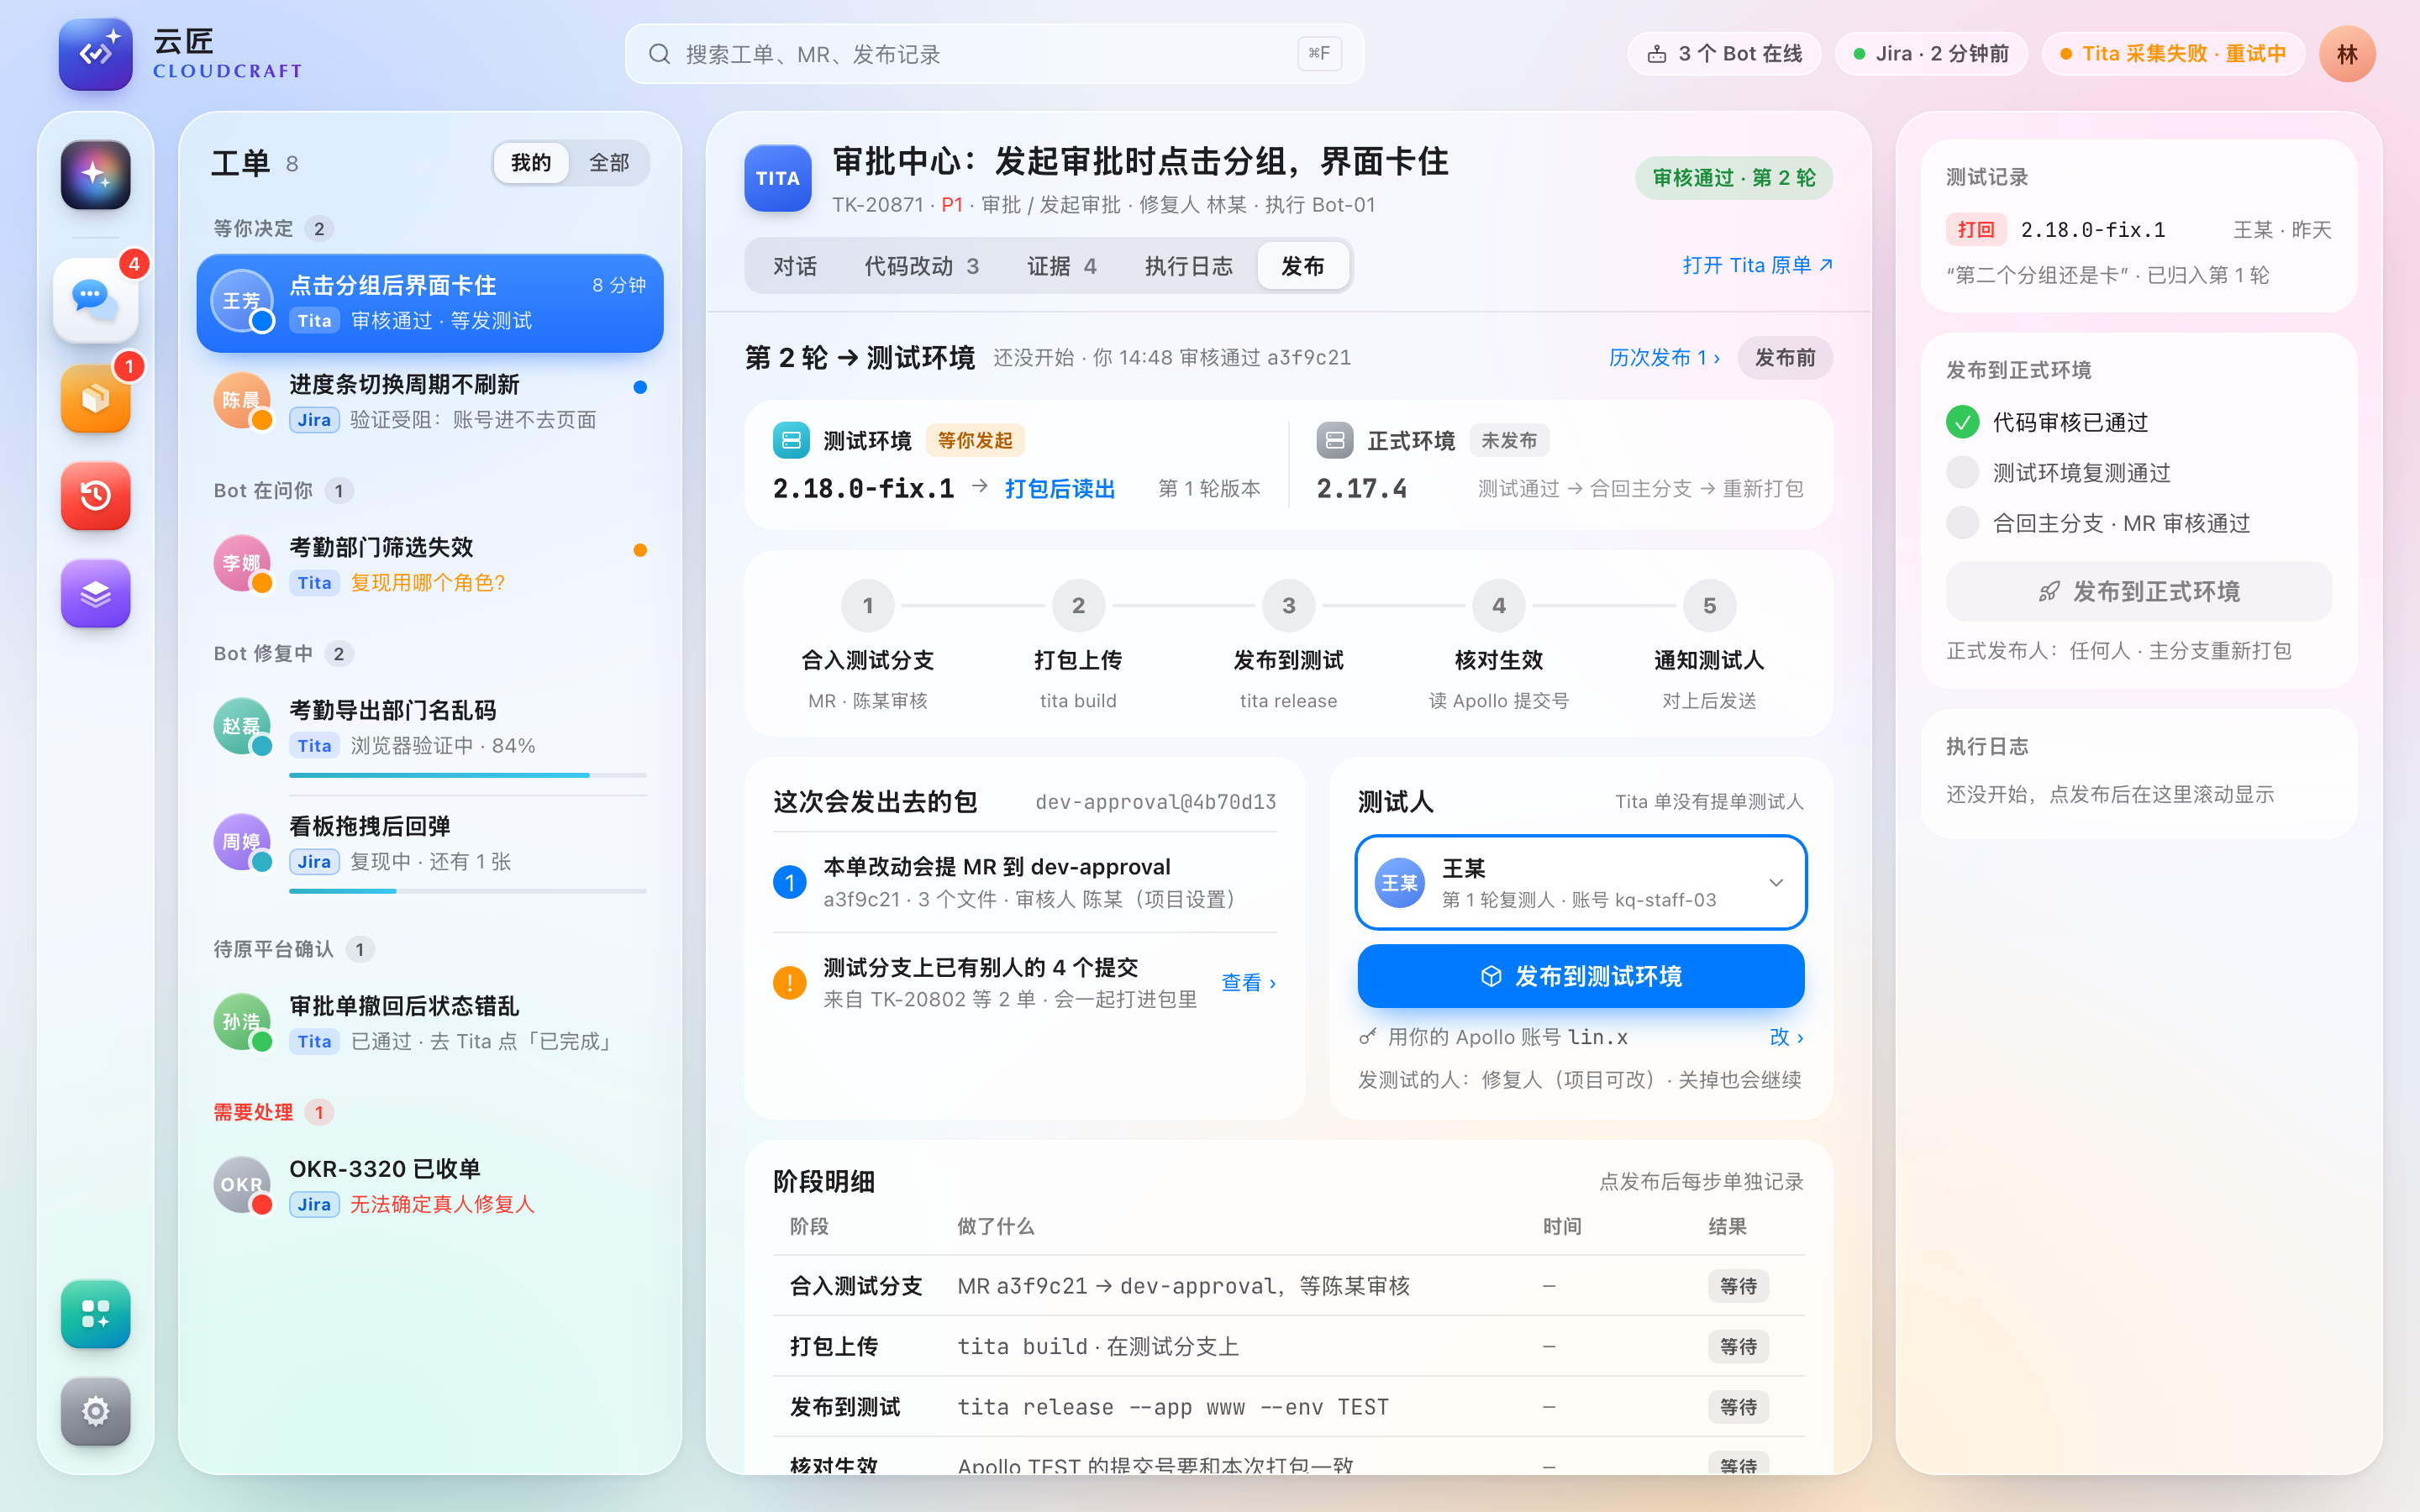 云匠
CLOUDCRAFT
搜索工单、MR、发布记录
⌘F
3 个 Bot 在线
Jira · 2 分钟前
Tita 采集失败 · 重试中
林
4
1
工单 8
我的 全部
等你决定 2
王芳
点击分组后界面卡住
8 分钟
Tita 审核通过 · 等发测试
陈晨
进度条切换周期不刷新
Jira 验证受阻：账号进不去页面
Bot 在问你 1
李娜
考勤部门筛选失效
Tita 复现用哪个角色？
Bot 修复中 2
赵磊
考勤导出部门名乱码
Tita 浏览器验证中 · 84%
周婷
看板拖拽后回弹
Jira 复现中 · 还有 1 张
待原平台确认 1
孙浩
审批单撤回后状态错乱
Tita 已通过 · 去 Tita 点「已完成」
需要处理 1
OKR
OKR-3320 已收单
Jira 无法确定真人修复人
TITA
审批中心：发起审批时点击分组，界面卡住
TK-20871 · P1 · 审批 / 发起审批 · 修复人 林某 · 执行 Bot-01
审核通过 · 第 2 轮
对话 代码改动 3 证据 4 执行日志 发布
打开 Tita 原单 ↗
第 2 轮 → 测试环境 还没开始 · 你 14:48 审核通过 a3f9c21
历次发布 1 ›
发布前
测试环境 等你发起
2.18.0-fix.1 → 打包后读出 第 1 轮版本
正式环境 未发布
2.17.4 测试通过 → 合回主分支 → 重新打包
1 2 3 4 5
合入测试分支 打包上传 发布到测试 核对生效 通知测试人
MR · 陈某审核 tita build tita release 读 Apollo 提交号 对上后发送
这次会发出去的包 dev-approval@4b70d13
1
本单改动会提 MR 到 dev-approval
a3f9c21 · 3 个文件 · 审核人 陈某（项目设置）
!
测试分支上已有别人的 4 个提交
来自 TK-20802 等 2 单 · 会一起打进包里
查看 ›
测试人 Tita 单没有提单测试人
王某
王某
第 1 轮复测人 · 账号 kq-staff-03
发布到测试环境
用你的 Apollo 账号 lin.x 改 ›
发测试的人：修复人（项目可改）· 关掉也会继续
阶段明细 点发布后每步单独记录
阶段 做了什么 时间 结果
合入测试分支 MR a3f9c21 → dev-approval，等陈某审核 — 等待
打包上传 tita build · 在测试分支上 — 等待
发布到测试 tita release --app www --env TEST — 等待
核对生效 Apollo TEST 的提交号要和本次打包一致 — 等待
测试记录
打回 2.18.0-fix.1 王某 · 昨天
“第二个分组还是卡” · 已归入第 1 轮
发布到正式环境
代码审核已通过
测试环境复测通过
合回主分支 · MR 审核通过
发布到正式环境
正式发布人：任何人 · 主分支重新打包
执行日志
还没开始，点发布后在这里滚动显示